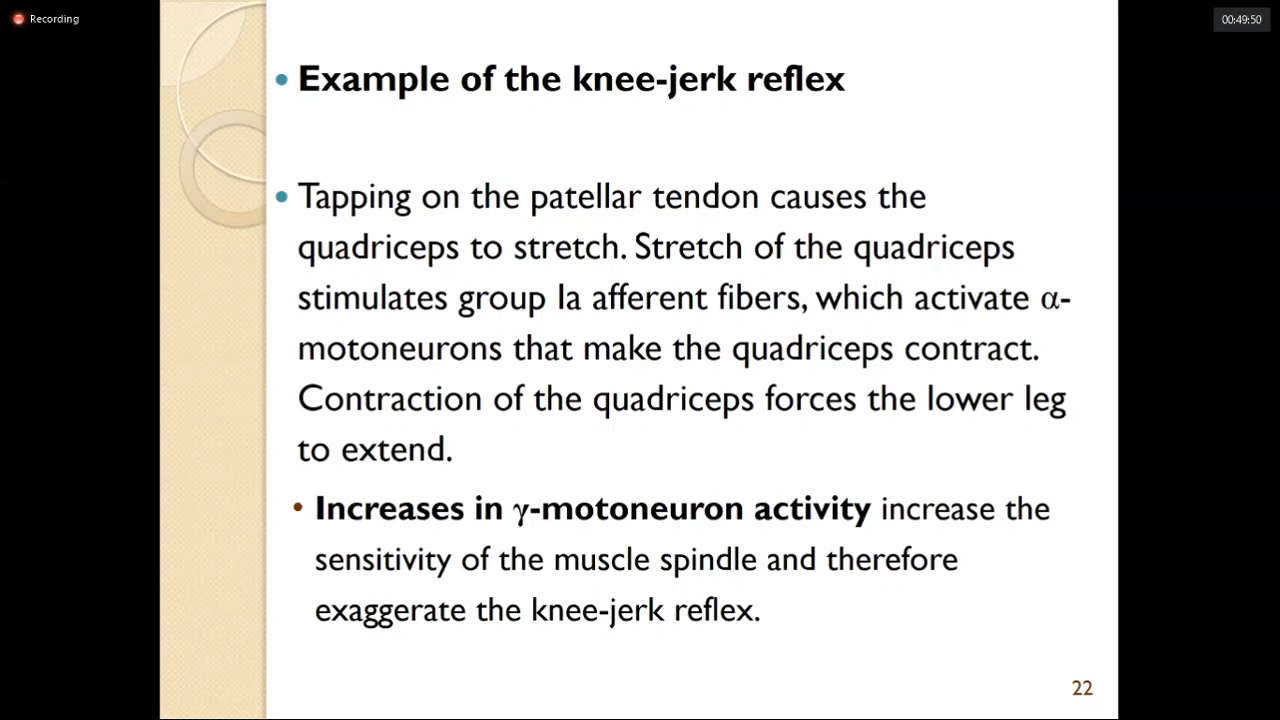 Recording
00:49:50
• Example of the knee-jerk reflex
• Tapping on the patellar tendon causes the
quadriceps to stretch. Stretch of the quadriceps
stimulates group Ia afferent fibers, which activate α-
motoneurons that make the quadriceps contract.
Contraction of the quadriceps forces the lower leg
to extend.
• Increases in γ-motoneuron activity increase the
sensitivity of the muscle spindle and therefore
exaggerate the knee-jerk reflex.
22